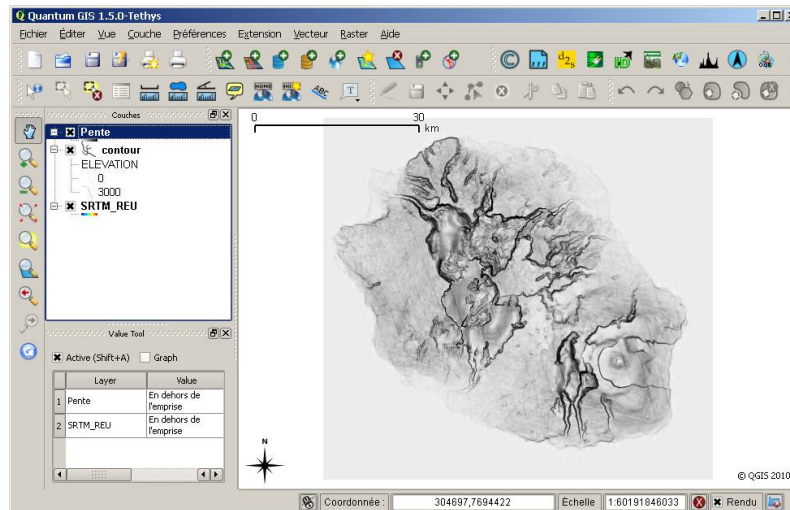 Quantum GIS 1.5.0-Tethys
Fichier Éditer Vue Couche Préférences Extension Vecteur Raster Aide
Couches
Pente
contour
ELEVATION
0
3000
SRTM_REU
0 30
km
Value Tool
Active (Shift+A) Graph
Layer Value
1 Pente En dehors de l'emprise
2 SRTM_REU En dehors de l'emprise
N
© QGIS 2010
Coordonnée : 304697,7694422 Échelle 1:60191846033 Rendu